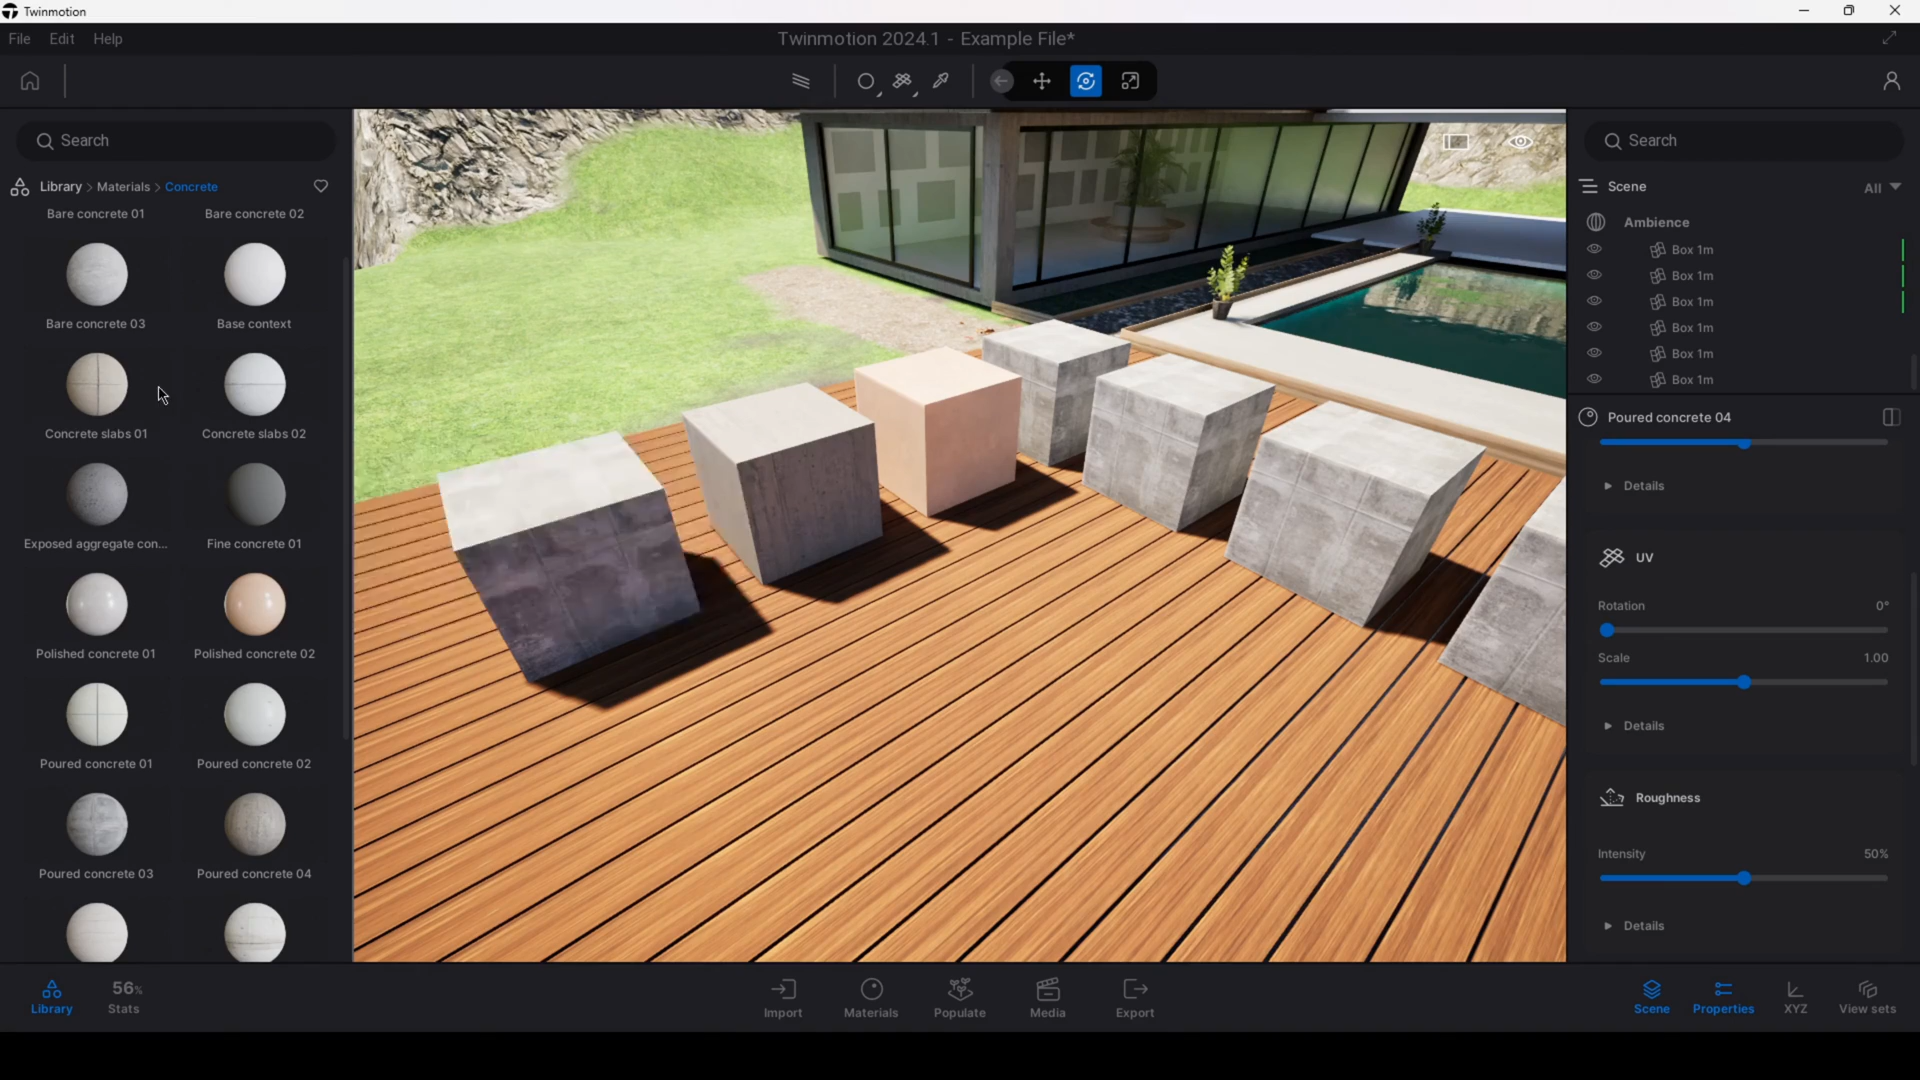 Twinmotion
File Edit Help
Twinmotion 2024.1 - Example File*
Search
Library > Materials > Concrete
Bare concrete 01
Bare concrete 02
Bare concrete 03
Base context
Concrete slabs 01
Concrete slabs 02
Exposed aggregate con...
Fine concrete 01
Polished concrete 01
Polished concrete 02
Poured concrete 01
Poured concrete 02
Poured concrete 03
Poured concrete 04
Search
Scene
All
Ambience
Box 1m
Box 1m
Box 1m
Box 1m
Box 1m
Box 1m
Poured concrete 04
Details
UV
Rotation 0°
Scale 1.00
Details
Roughness
Intensity 50%
Details
Library
56%
Stats
Import
Materials
Populate
Media
Export
Scene
Properties
XYZ
View sets